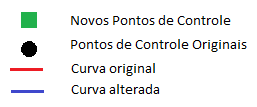 Novos Pontos de Controle
Pontos de Controle Originais
Curva original
Curva alterada